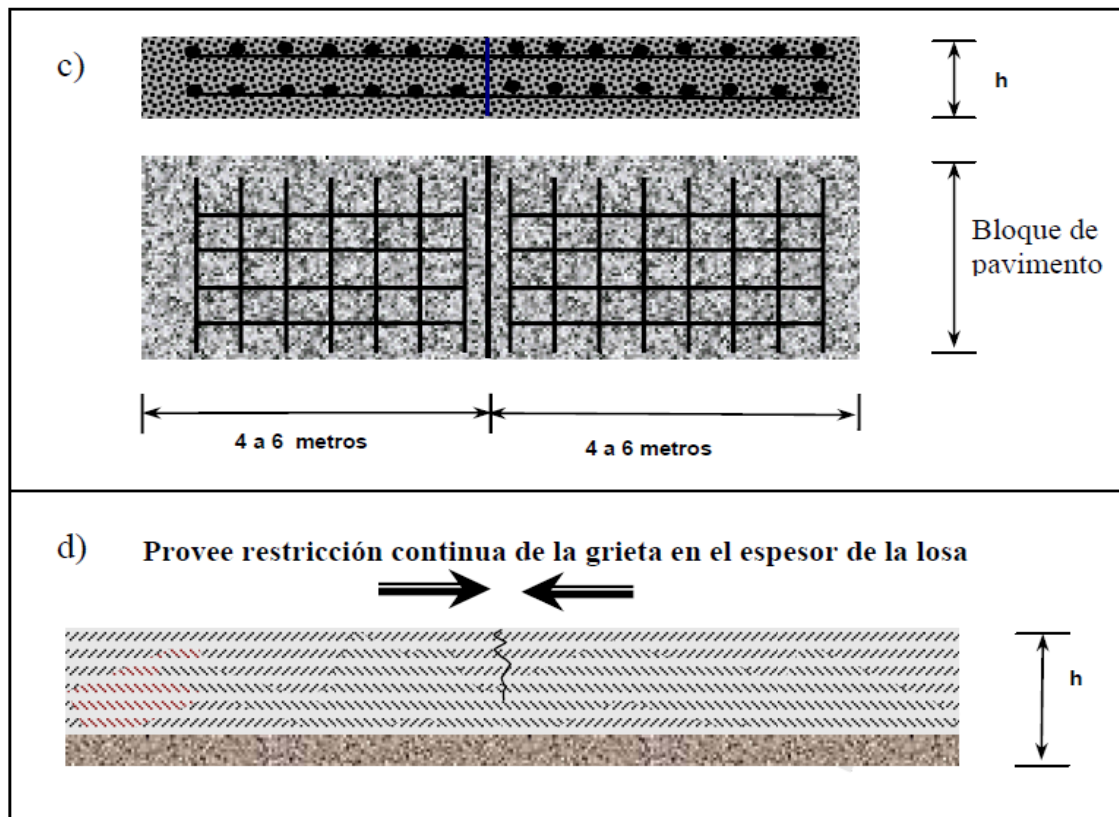 c)
h
Bloque de
pavimento
4 a 6 metros
4 a 6 metros
d)
Provee restricción continua de la grieta en el espesor de la losa
h